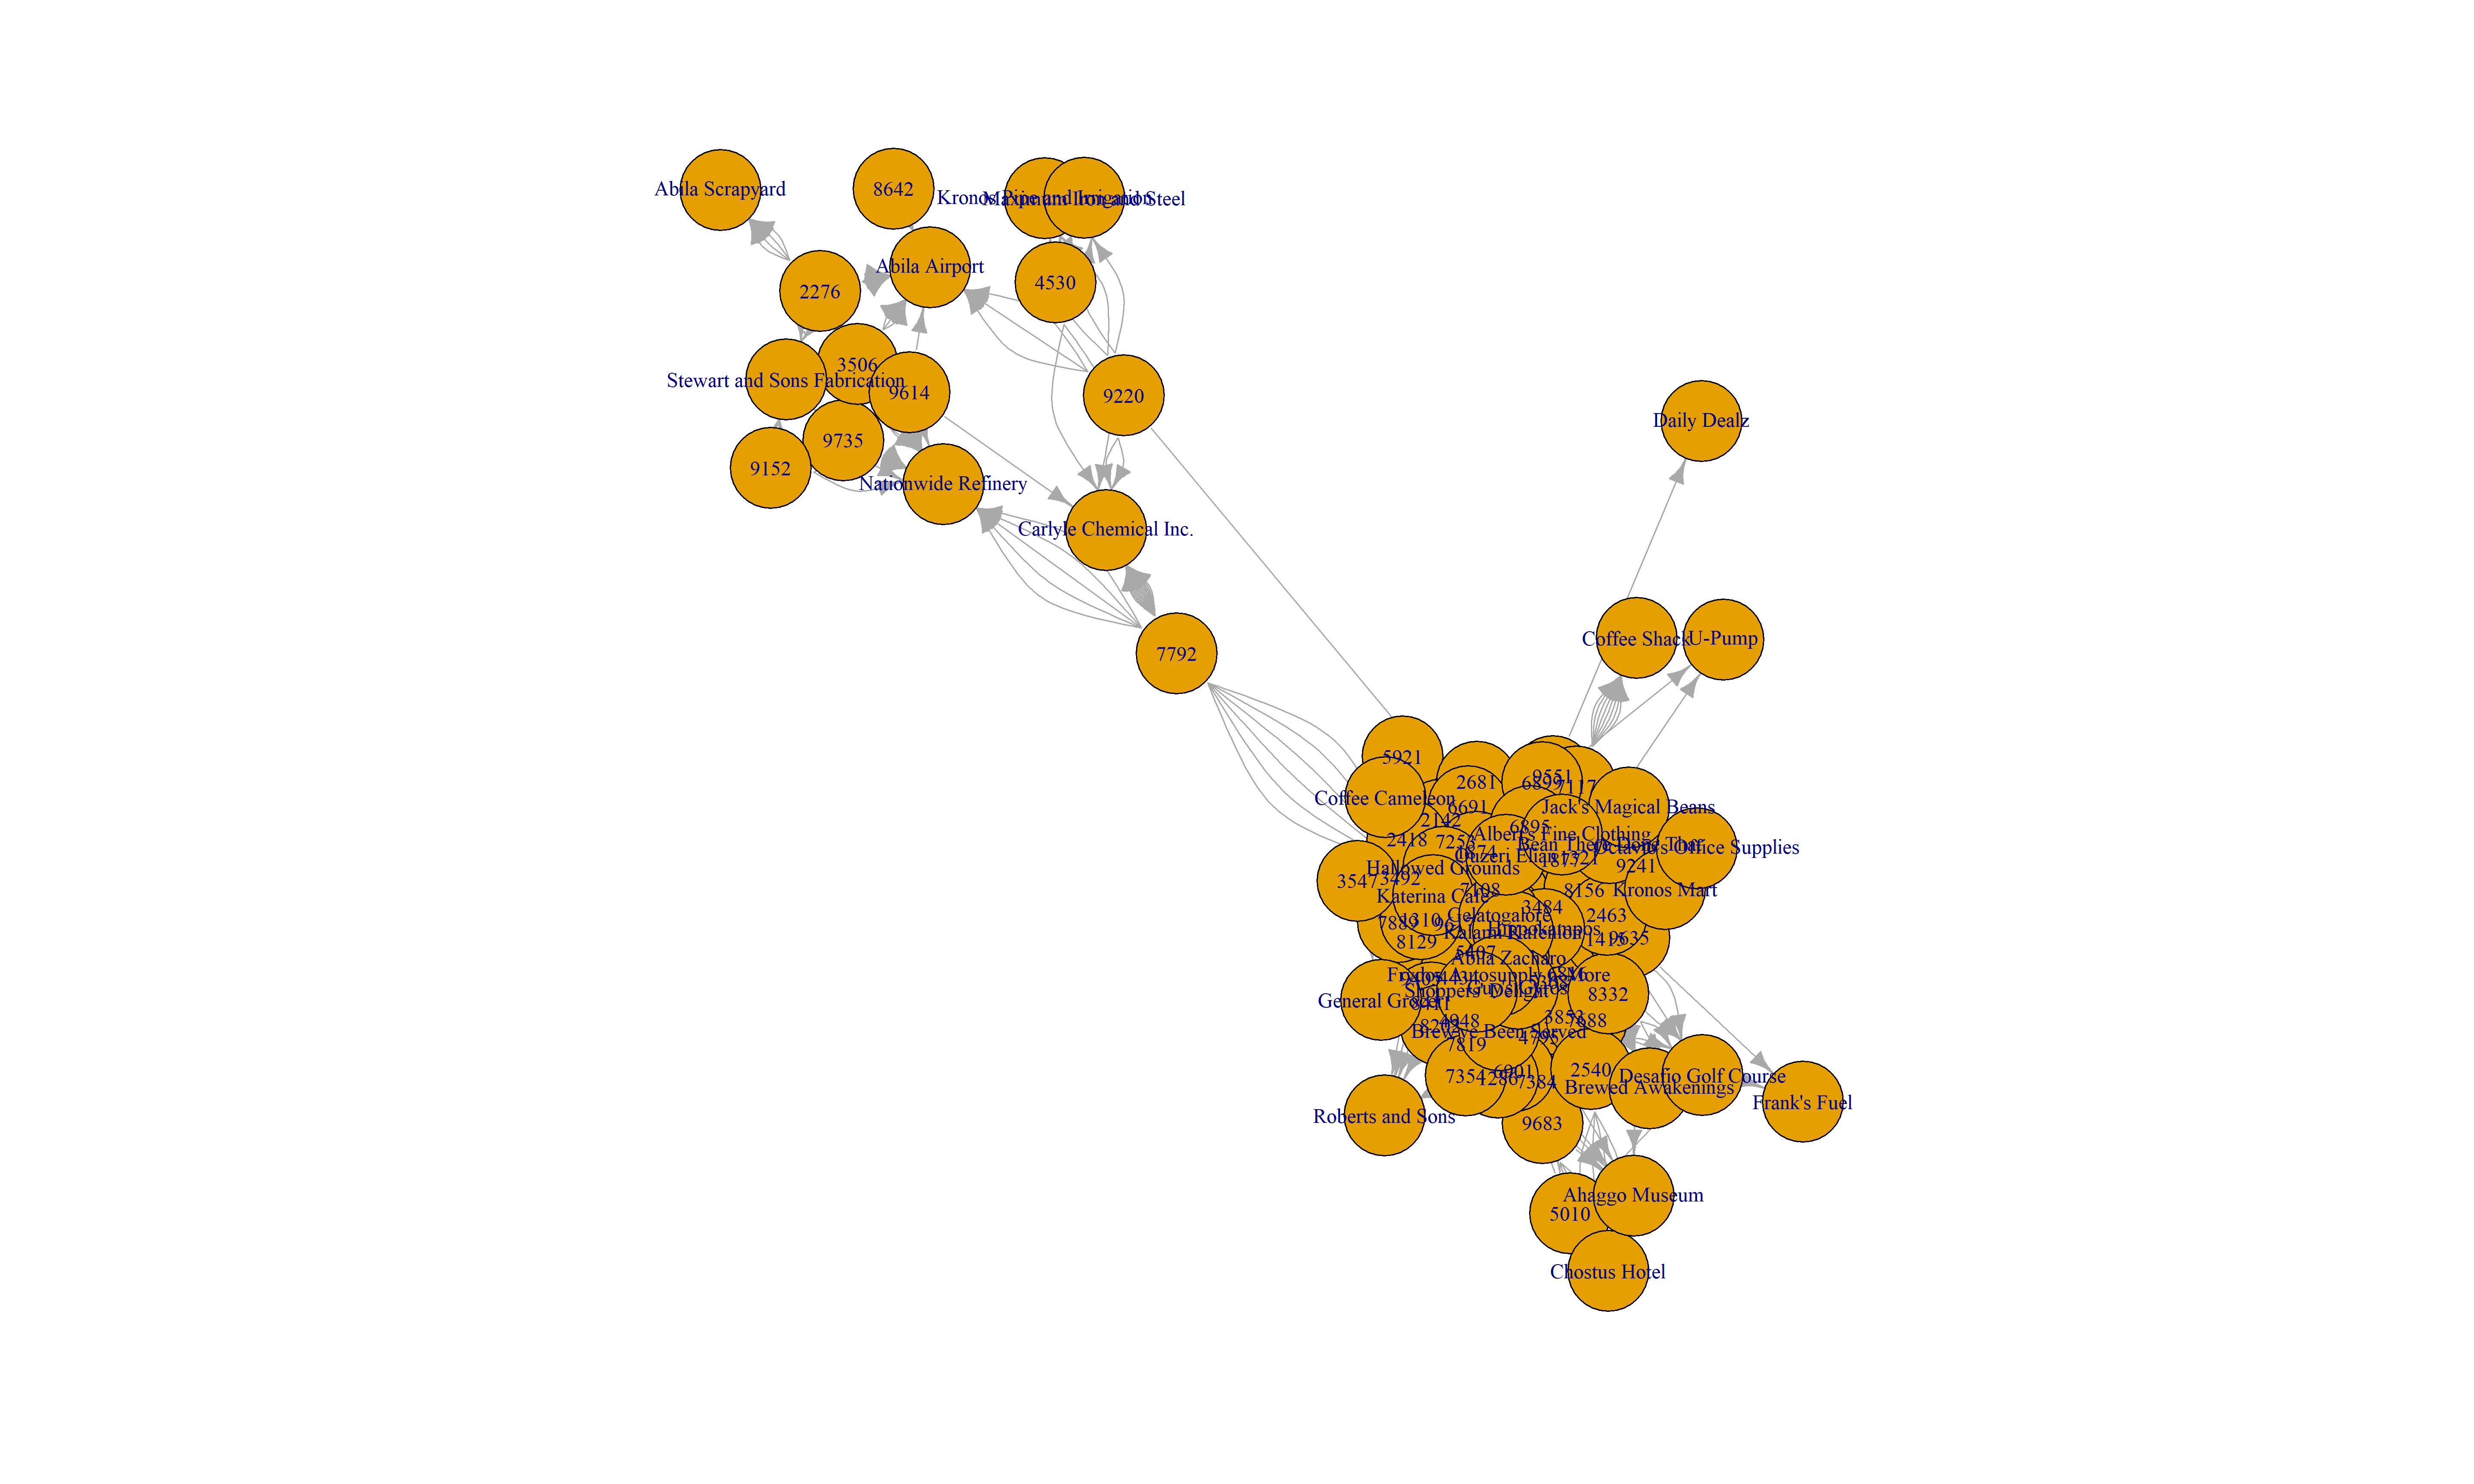 Abila Scrapyard
8642
Kronos Pipe and Irrigation
Maximum Iron and Steel
Abila Airport
2276
4530
3506
Stewart and Sons Fabrication
9614
9220
9735
9152
Nationwide Refinery
Carlyle Chemical Inc.
7792
Daily Dealz
Coffee Shack
U-Pump
5921
2681
9551
6899
7117
Coffee Cameleon
6691
Jack's Magical Beans
2142
6895
2418
7253
Albert's Fine Clothing
Bean There Done That
Octavio's Office Supplies
Ouzeri Elian
9241
Hallowed Grounds
3547
3492
7108
8156
Kronos Mart
Katerina Cafe
3484
Gelatogalore
2463
7889
Kalami Kafenion
Hippokampos
1415
9635
8129
5407
Abila Zacharo
Frydos Autosupply n' More
8332
General Grocer
Shoppers' Delight
Guy's Gyros
8411
4948
3853
7688
8202
Brew've Been Served
7819
4795
7354
1286
6901
7384
2540
Desafio Golf Course
Brewed Awakenings
Frank's Fuel
Roberts and Sons
9683
Ahaggo Museum
5010
Chostus Hotel